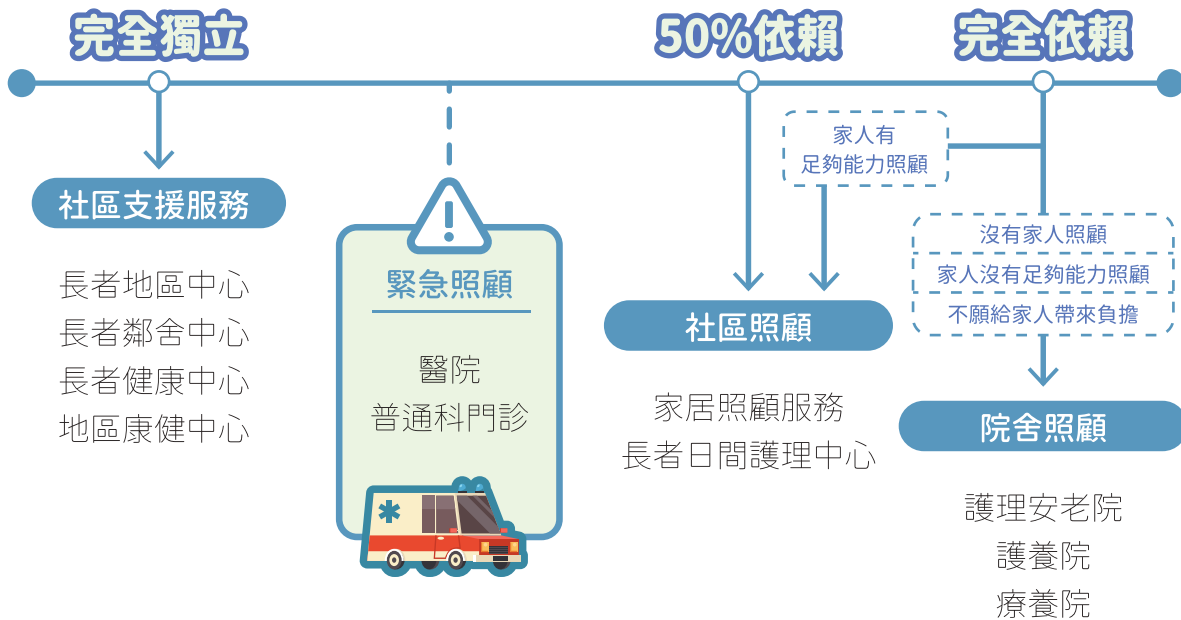 完全獨立
50%依賴
完全依賴
家人有
足夠能力照顧
社區支援服務
長者地區中心
長者鄰舍中心
長者健康中心
地區康健中心
緊急照顧
醫院
普通科門診
沒有家人照顧
家人沒有足夠能力照顧
不願給家人帶來負擔
社區照顧
家居照顧服務
長者日間護理中心
院舍照顧
護理安老院
護養院
療養院